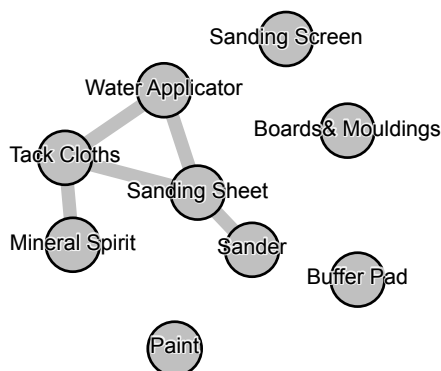 Sanding Screen
Water Applicator
Boards& Mouldings
Tack Cloths
Sanding Sheet
Mineral Spirit
Sander
Buffer Pad
Paint